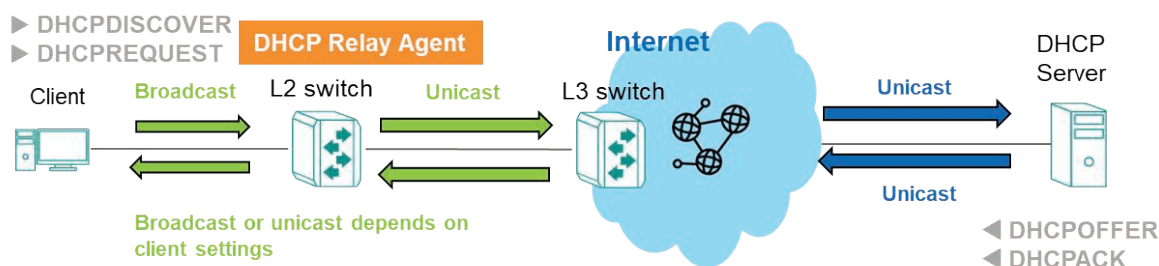 ▶ DHCPDISCOVER
▶ DHCPREQUEST
DHCP Relay Agent
Internet
DHCP
Server
Client
Broadcast
L2 switch
Unicast
L3 switch
Unicast
Unicast
Broadcast or unicast depends on
client settings
◀ DHCPOFFER
◀ DHCPACK